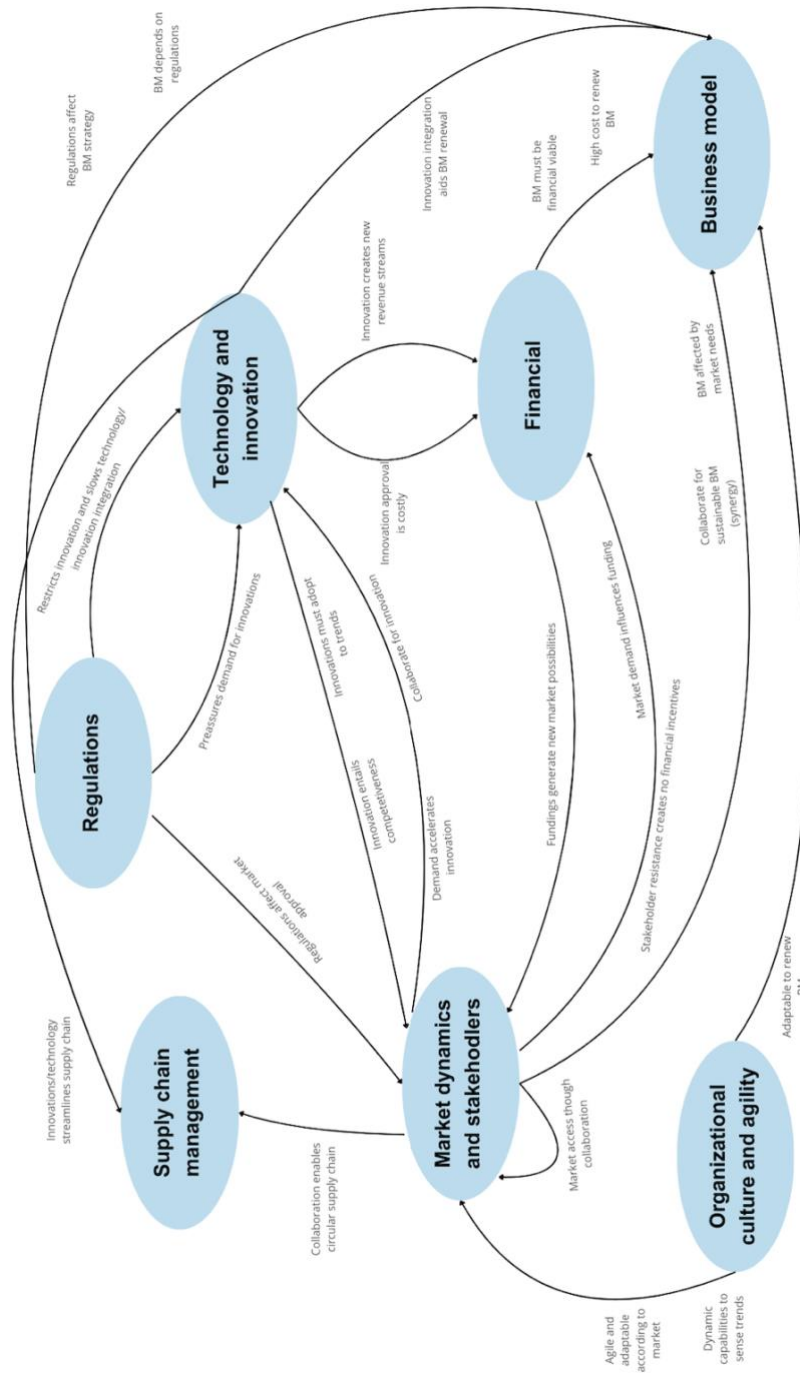 Regulations affect
BM strategy
BM depends on
regulations
Innovations/technology
streamlines supply chain
Supply chain
management
Regulations
Restricts innovation and slows technology/
innovation integration
Technology and
innovation
Innovation integration
aids BM renewal
Regulations affect market
approval
Preassures demand for innovations
Innovation creates new
revenue streams
Collaboration enables
circular supply chain
Innovation entails
competetiveness
Innovations must adopt
to trends
Collaborate for innovation
Innovation approval
is costly
Demand accelerates
innovation
Market dynamics
and stakehodlers
Financial
BM must be
financial viable
High cost to renew
BM
Fundings generate new market possibilities
Market demand influences funding
Stakeholder resistance creates no financial incentives
Market access though
collaboration
Collaborate for
sustainable BM
(synergy)
BM affected by
market needs
Business model
Agile and
adaptable
according to
market
Dynamic
capabilities to
sense trends
Organizational
culture and agility
Adaptable to renew